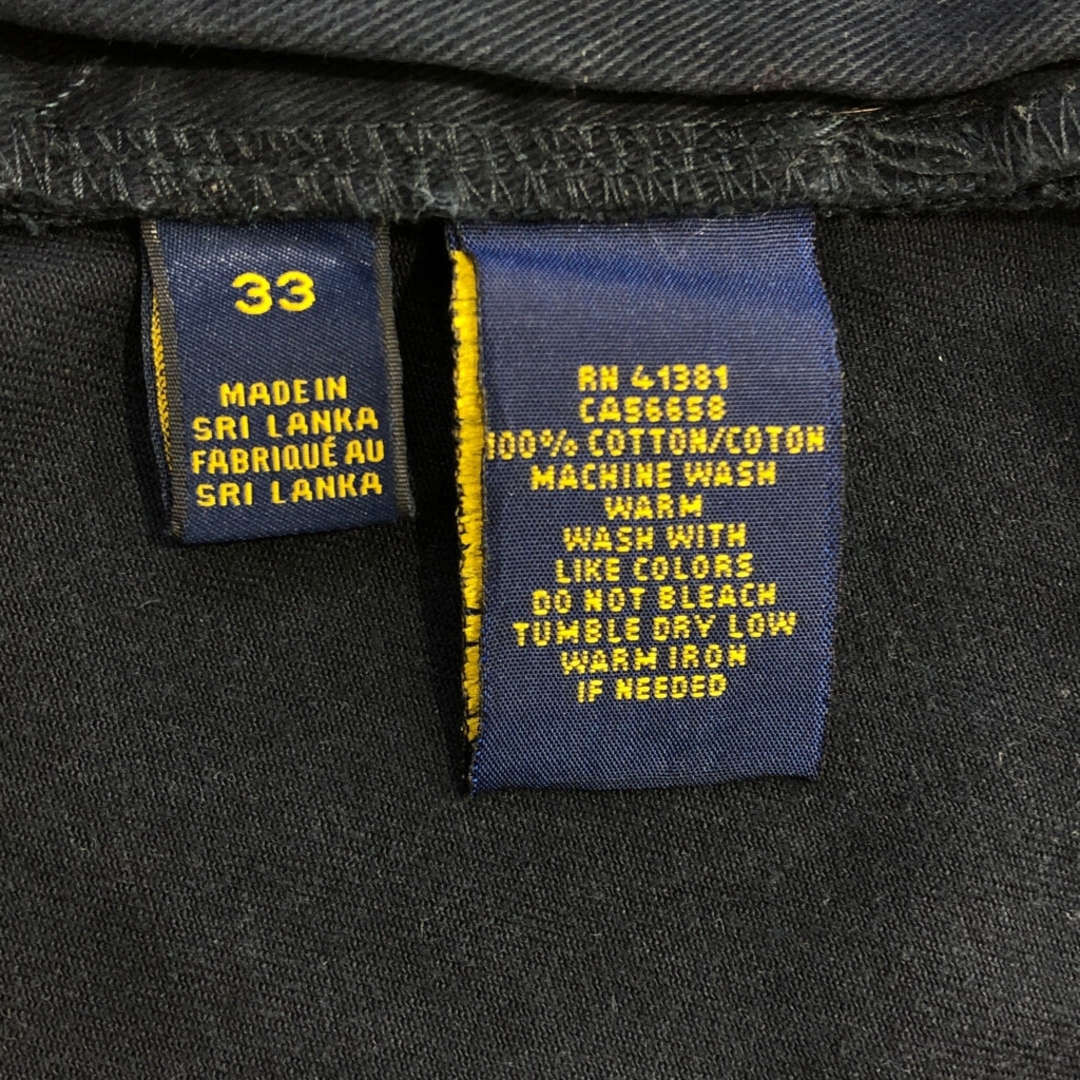 33
MADE IN
SRI LANKA
FABRIQUÉ AU
SRI LANKA
RN 41381
CA56658
100% COTTON/COTON
MACHINE WASH
WARM
WASH WITH
LIKE COLORS
DO NOT BLEACH
TUMBLE DRY LOW
WARM IRON
IF NEEDED